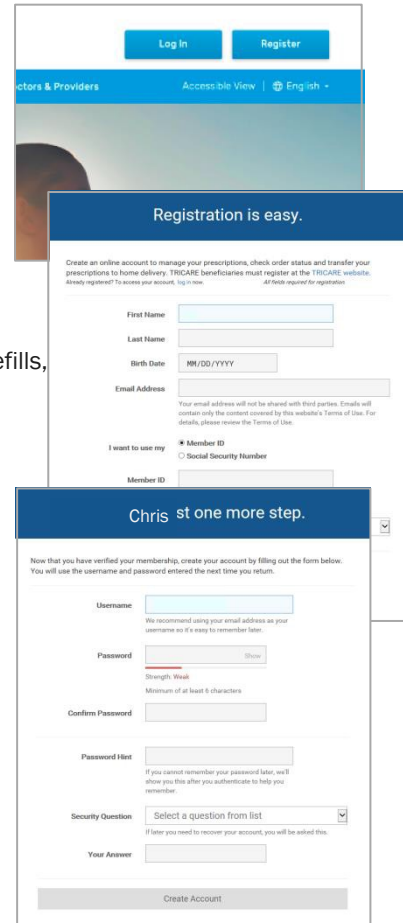 Log In
Register
ctors & Providers
Accessible View | English
Registration is easy.
Create an online account to manage your prescriptions, check order status and transfer your
prescriptions to home delivery. TRICARE beneficiaries must register at the TRICARE website.
Already registered? To access your account, log in now.
All fields required for registration
First Name
Last Name
efills,
Birth Date
MM/DD/YYYY
Email Address
Your email address will not be shared with third parties. Emails will
contain only the content covered by this website's Terms of Use. For
details, please review the Terms of Use.
I want to use my
Member ID
Social Security Number
Member ID
Chris st one more step.
Now that you have verified your membership, create your account by filling out the form below.
You will use the username and password entered the next time you return.
Username
We recommend using your email address as your
username so it's easy to remember later.
Password
Show
Strength: Weak
Minimum of at least 6 characters
Confirm Password
Password Hint
If you cannot remember your password later, we'll
show you this after you authenticate to help you
remember.
Security Question
Select a question from list
If later you need to recover your account, you will be asked this.
Your Answer
Create Account